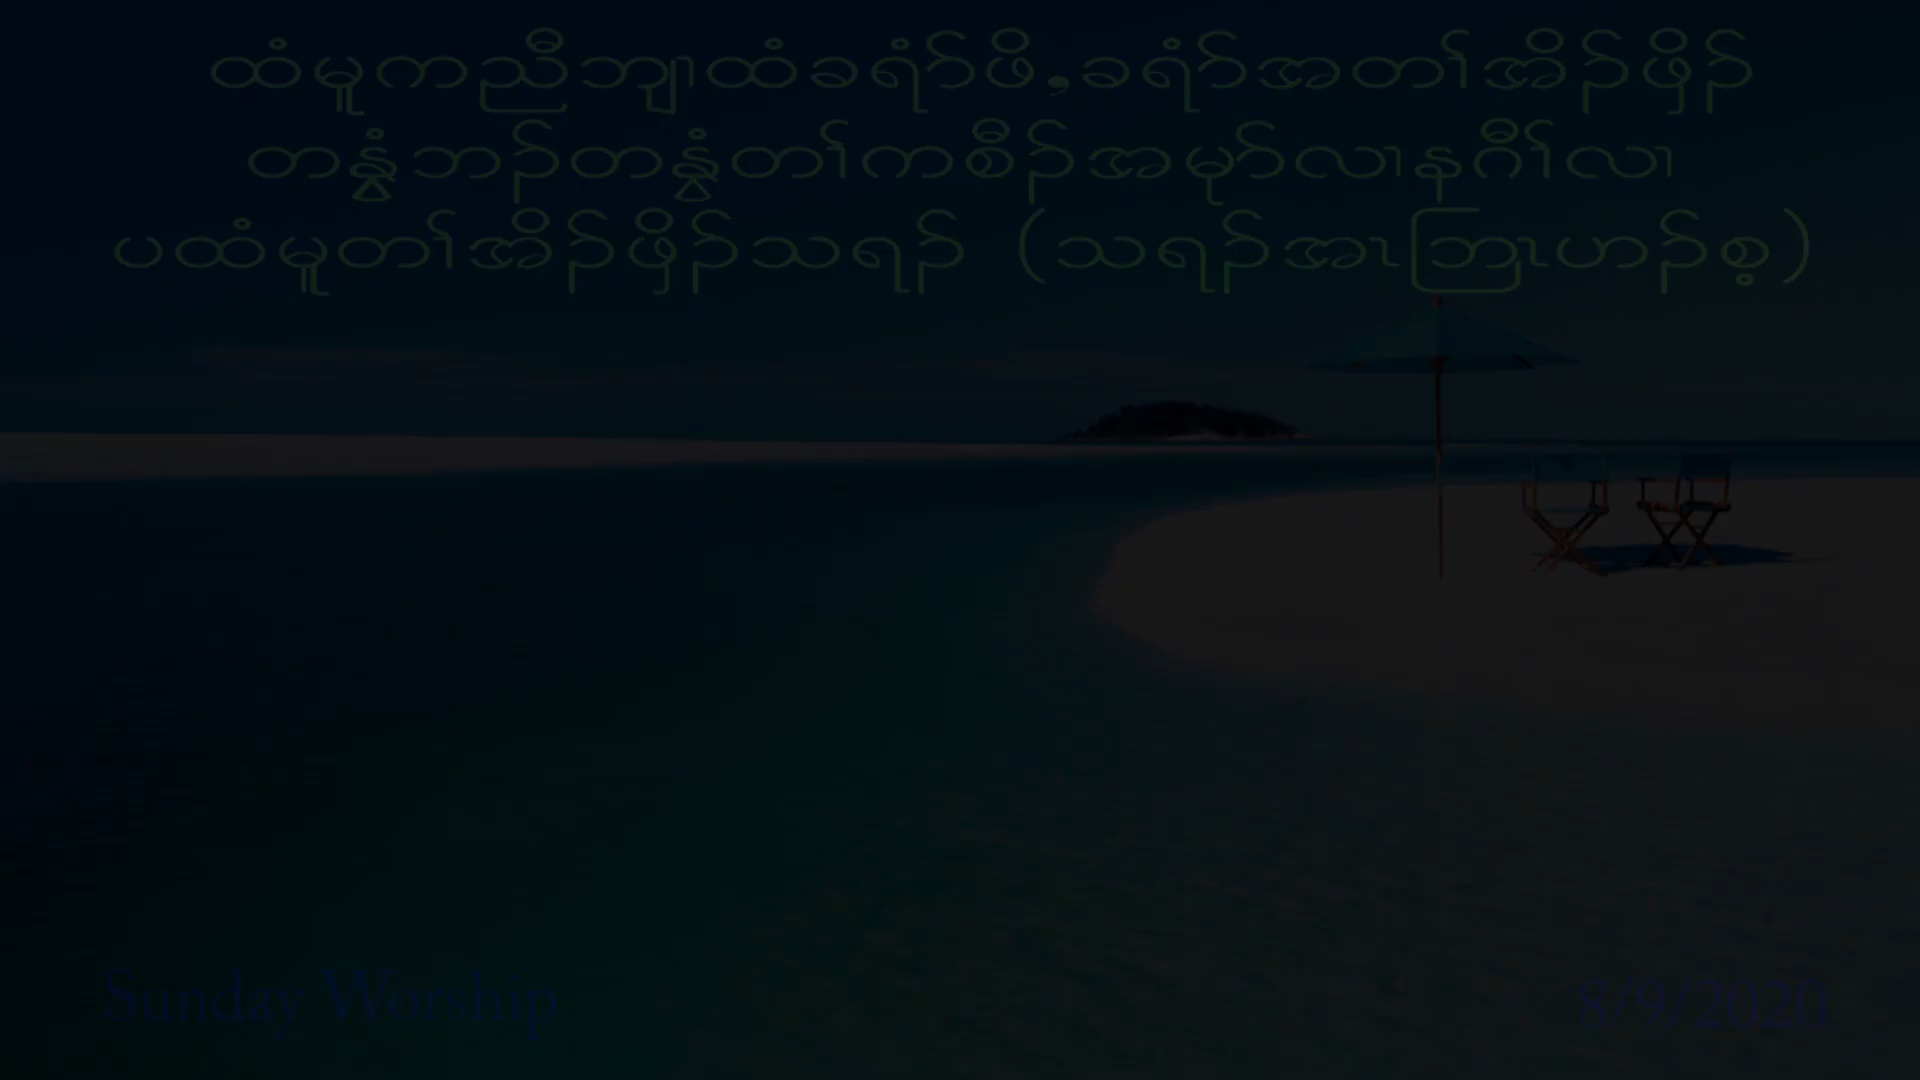 ထံမူကညီဘျၢထံခရံာ်ဖိ,ခရံာ်အတၢ်အိၣ်ဖှိၣ်
တနွံဘၣ်တနွံတၢ်ကစီၣ်အမုာ်လၢနဂီၢ်လၢ
ပထံမူတၢ်အိၣ်ဖှိၣ်သရၣ် (သရၣ်အၤဘြၤဟၣ်စ့)
Sunday Worship
8/9/2020